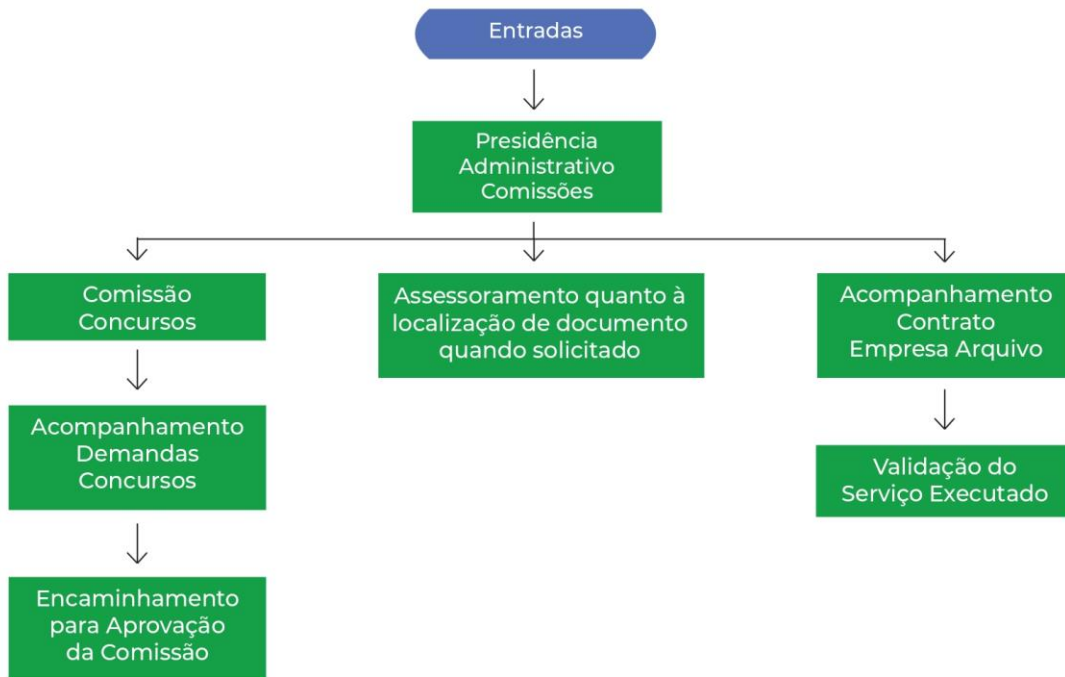 Entradas
Presidência
Administrativo
Comissões
Comissão
Concursos
Assessoramento quanto à
localização de documento
quando solicitado
Acompanhamento
Contrato
Empresa Arquivo
Acompanhamento
Demandas
Concursos
Validação do
Serviço Executado
Encaminhamento
para Aprovação
da Comissão